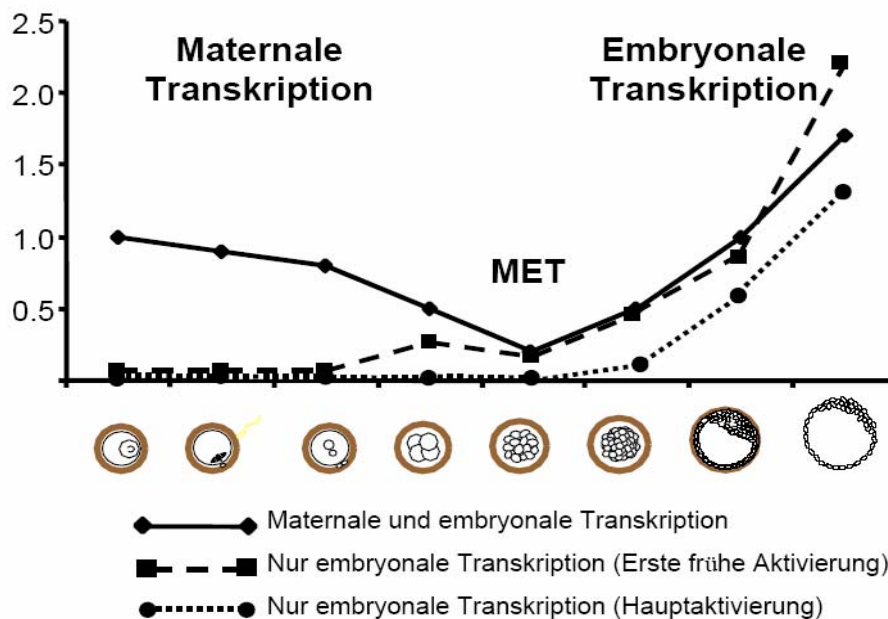 2.5
Maternale
Transkription
Embryonale
Transkription
2.0
1.5
1.0
MET
0.5
Maternale und embryonale Transkription
Nur embryonale Transkription (Erste frühe Aktivierung)
Nur embryonale Transkription (Hauptaktivierung)